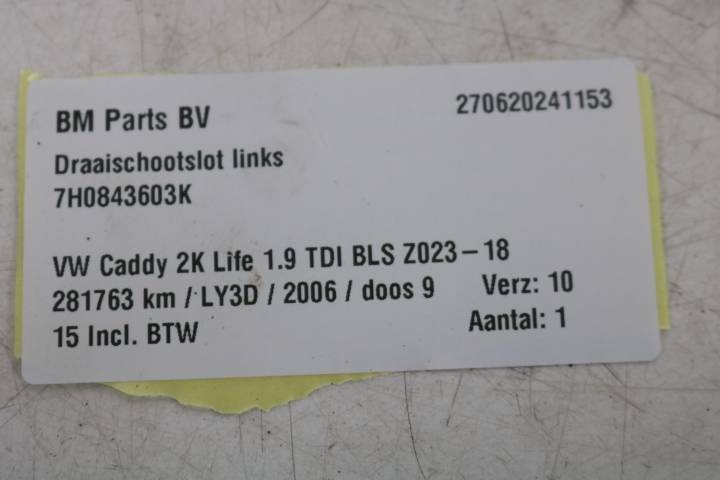 BM Parts BV 270620241153
Draaischootslot links
7H0843603K
VW Caddy 2K Life 1.9 TDI BLS Z023-18
281763 km / LY3D / 2006 / doos 9 Verz: 10
15 Incl. BTW Aantal: 1